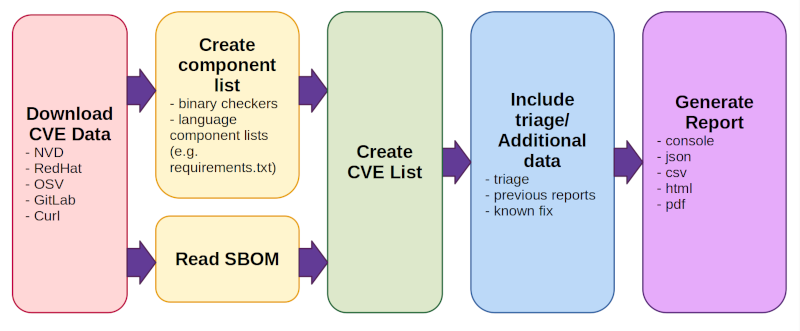 Download
CVE Data
- NVD
- RedHat
- OSV
- GitLab
- Curl
Create
component
list
- binary checkers
- language
component lists
(e.g.
requirements.txt)
Read SBOM
Create
CVE List
Include
triage/
Additional
data
- triage
- previous reports
- known fix
Generate
Report
- console
- json
- csv
- html
- pdf